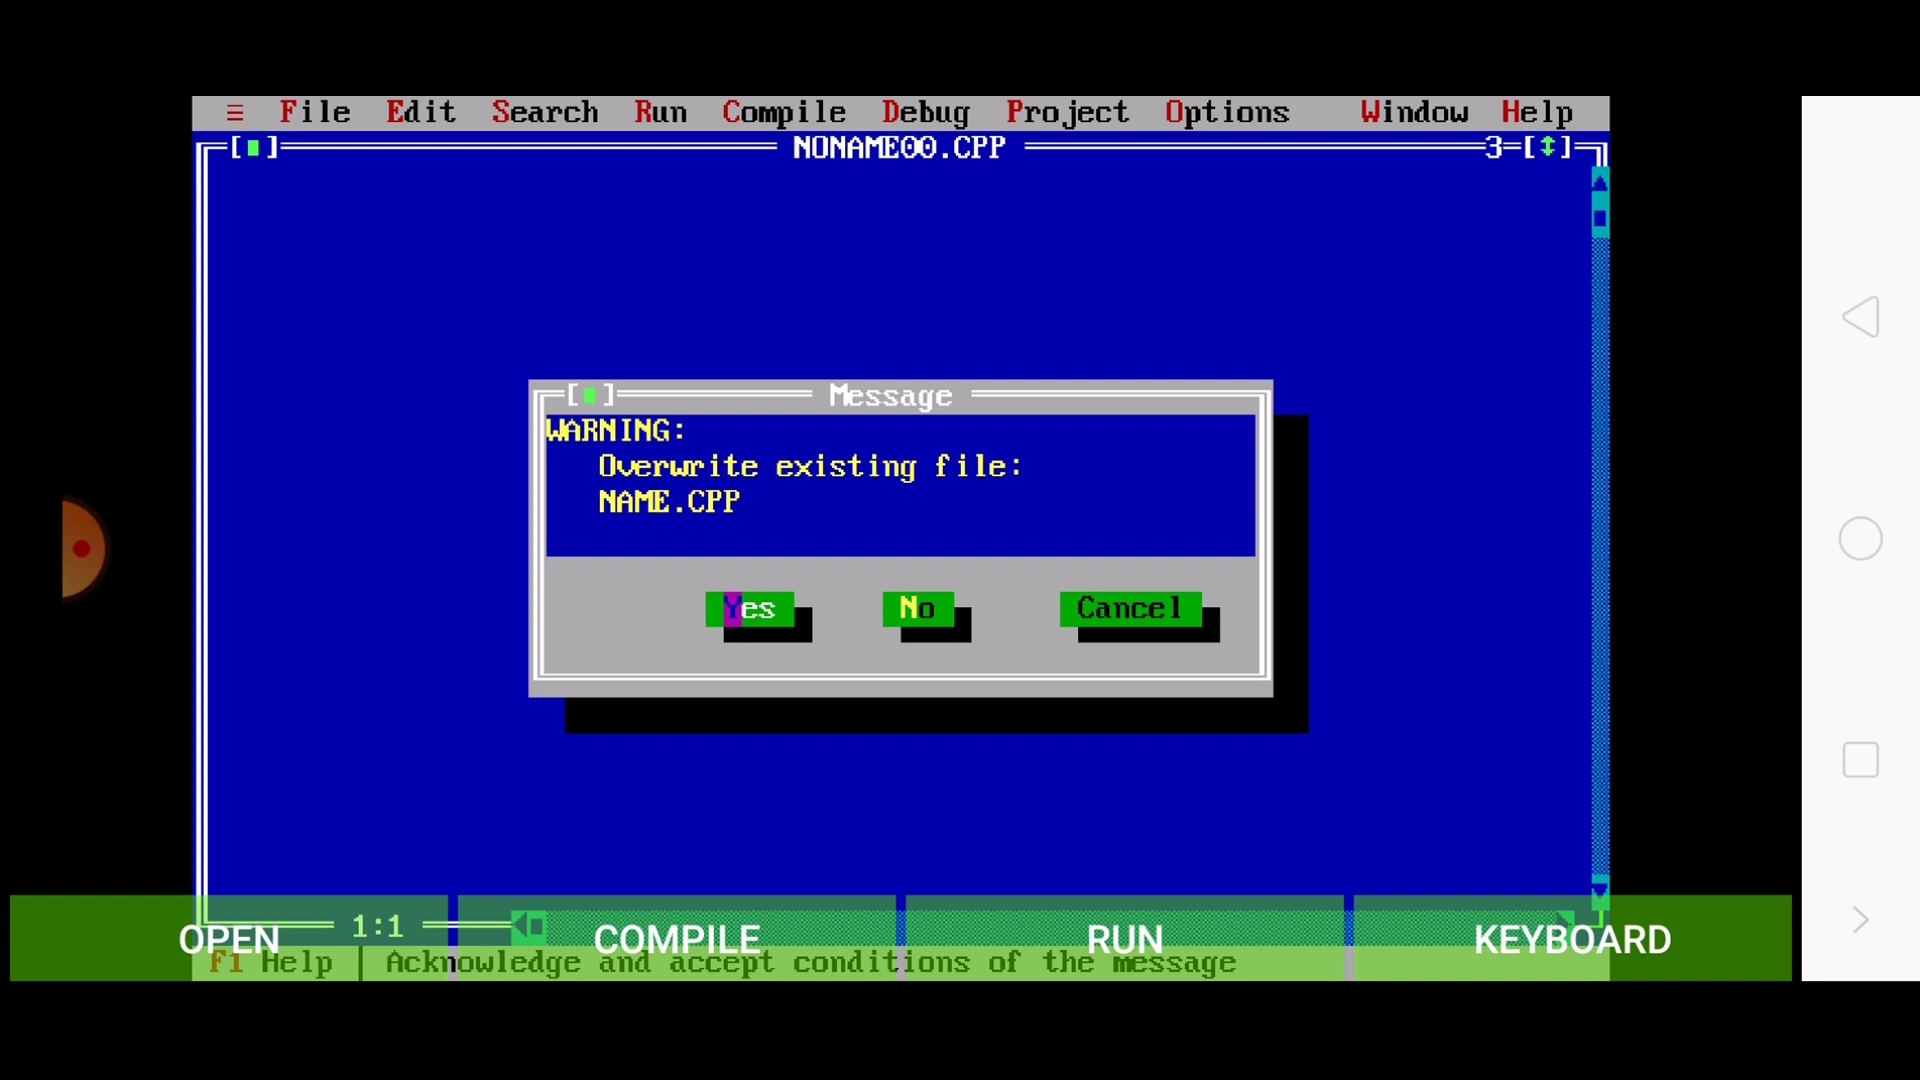 ≡ File Edit Search Run Compile Debug Project Options Window Help
[■] NONAME00.CPP 3=[↕]
[■] Message
WARNING:
Overwrite existing file:
NAME.CPP
Yes No Cancel
1:1
OPEN COMPILE RUN KEYBOARD
F1 Help | Acknowledge and accept conditions of the message